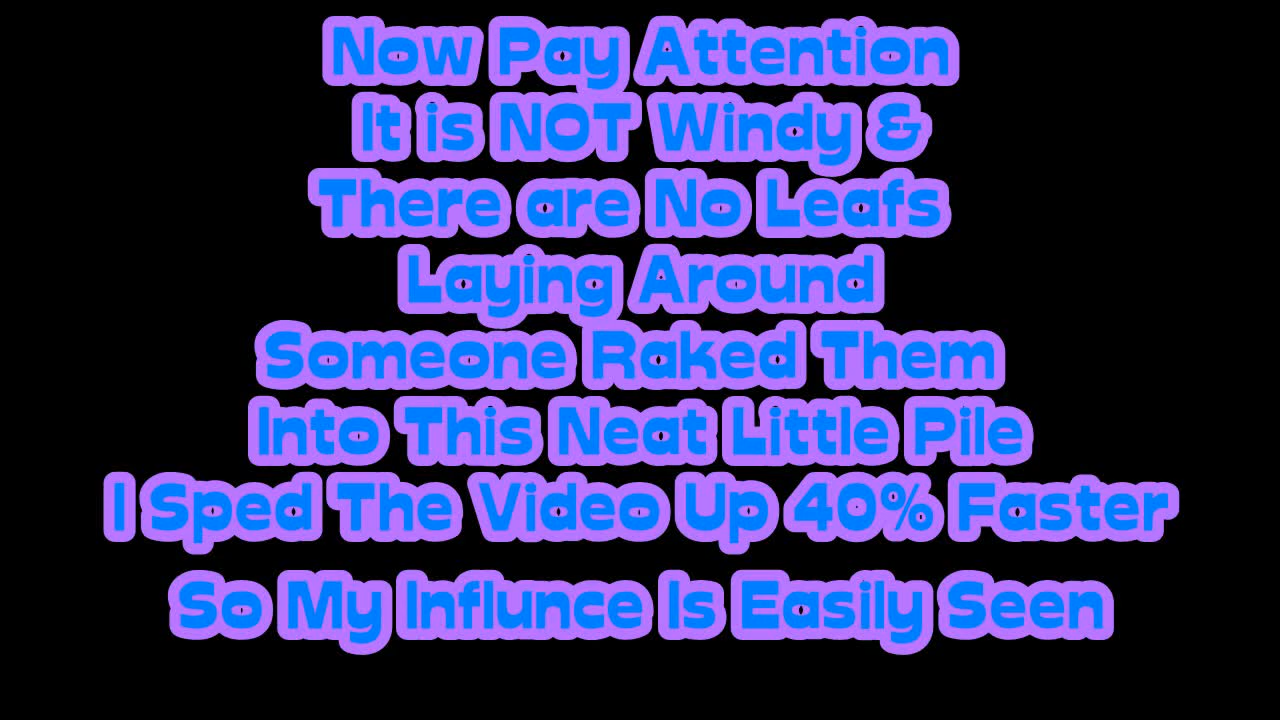 Now Pay Attention
It is NOT Windy &
There are No Leafs
Laying Around
Someone Raked Them
Into This Neat Little Pile
I Sped The Video Up 40% Faster
So My Influnce Is Easily Seen